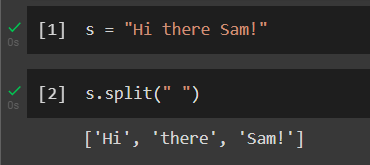 [1] s = "Hi there Sam!"
0s
[2] s.split(" ")
0s
['Hi', 'there', 'Sam!']